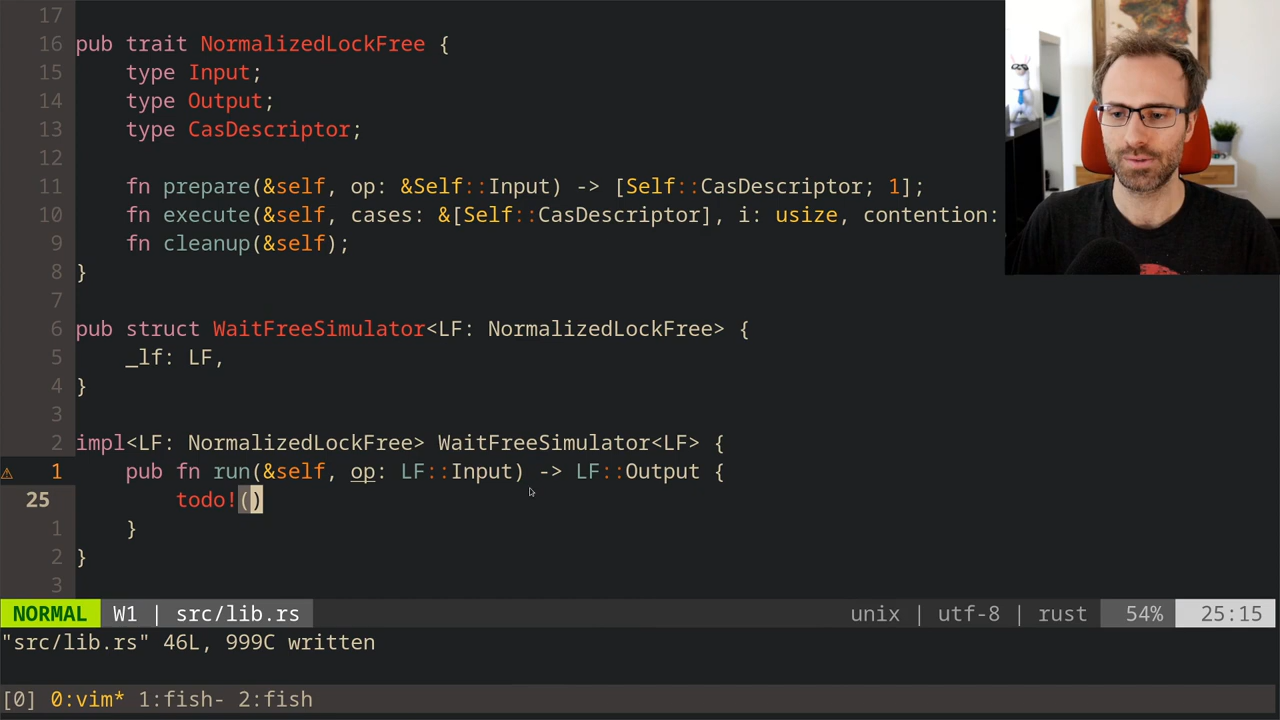 17
16 pub trait NormalizedLockFree {
15     type Input;
14     type Output;
13     type CasDescriptor;
12
11     fn prepare(&self, op: &Self::Input) -> [Self::CasDescriptor; 1];
10     fn execute(&self, cases: &[Self::CasDescriptor], i: usize, contention:
9     fn cleanup(&self);
8 }
7
6 pub struct WaitFreeSimulator<LF: NormalizedLockFree> {
5     _lf: LF,
4 }
3
2 impl<LF: NormalizedLockFree> WaitFreeSimulator<LF> {
⚠ 1     pub fn run(&self, op: LF::Input) -> LF::Output {
25         todo!()
1     }
2 }
3
NORMAL W1 | src/lib.rs unix | utf-8 | rust 54% 25:15
"src/lib.rs" 46L, 999C written
[0] 0:vim* 1:fish- 2:fish